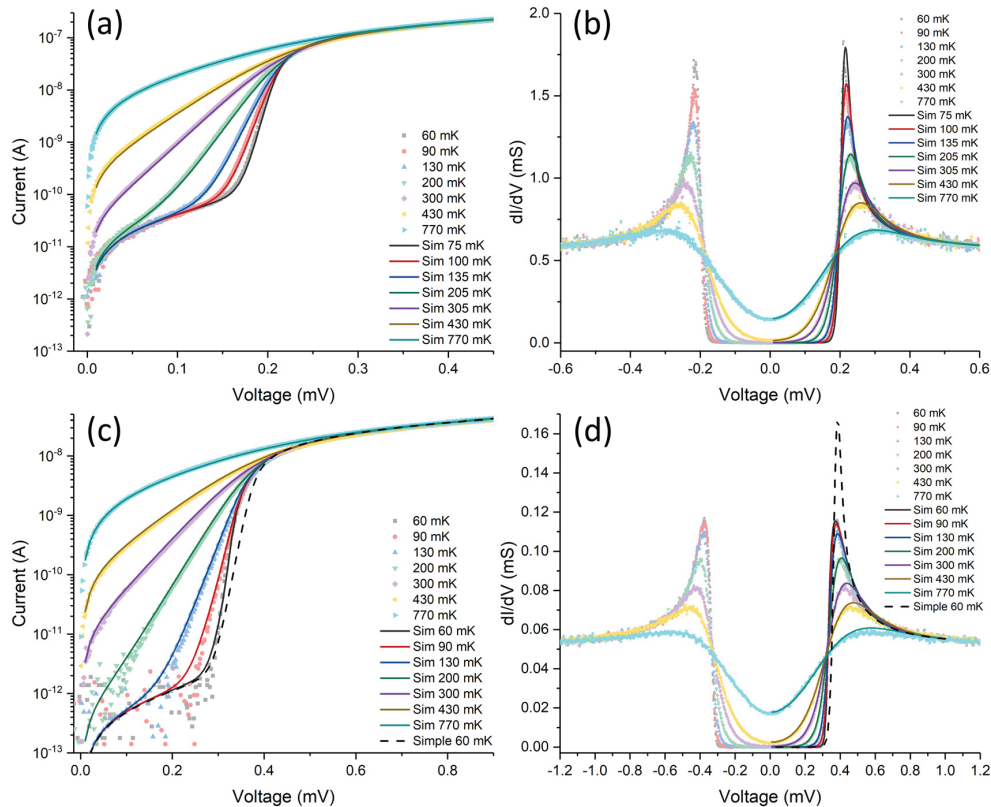 (a)
10-7
10-8
10-9
10-10
10-11
10-12
10-13
Current (A)
0.0
0.1
0.2
0.3
0.4
Voltage (mV)
60 mK
90 mK
130 mK
200 mK
300 mK
430 mK
770 mK
Sim 75 mK
Sim 100 mK
Sim 135 mK
Sim 205 mK
Sim 305 mK
Sim 430 mK
Sim 770 mK
(b)
2.0
1.5
1.0
0.5
0.0
dI/dV (mS)
-0.6
-0.4
-0.2
0.0
0.2
0.4
0.6
Voltage (mV)
60 mK
90 mK
130 mK
200 mK
300 mK
430 mK
770 mK
Sim 75 mK
Sim 100 mK
Sim 135 mK
Sim 205 mK
Sim 305 mK
Sim 430 mK
Sim 770 mK
(c)
10-8
10-9
10-10
10-11
10-12
10-13
Current (A)
0.0
0.2
0.4
0.6
0.8
Voltage (mV)
60 mK
90 mK
130 mK
200 mK
300 mK
430 mK
770 mK
Sim 60 mK
Sim 90 mK
Sim 130 mK
Sim 200 mK
Sim 300 mK
Sim 430 mK
Sim 770 mK
Simple 60 mK
(d)
0.16
0.14
0.12
0.10
0.08
0.06
0.04
0.02
0.00
dI/dV (mS)
-1.2
-1.0
-0.8
-0.6
-0.4
-0.2
0.0
0.2
0.4
0.6
0.8
1.0
1.2
Voltage (mV)
60 mK
90 mK
130 mK
200 mK
300 mK
430 mK
770 mK
Sim 60 mK
Sim 90 mK
Sim 130 mK
Sim 200 mK
Sim 300 mK
Sim 430 mK
Sim 770 mK
Simple 60 mK